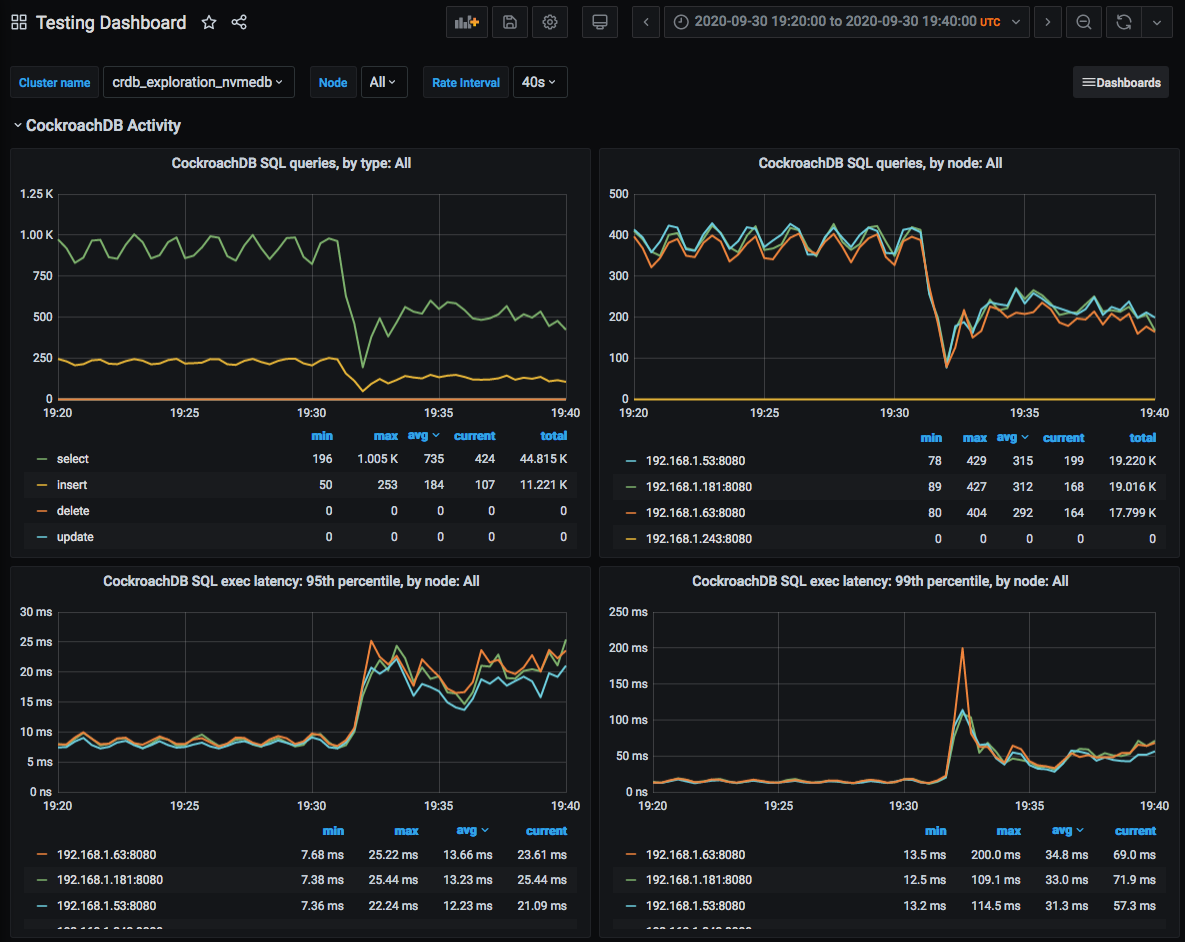 Testing Dashboard
2020-09-30 19:20:00 to 2020-09-30 19:40:00 UTC
Cluster name crdb_exploration_nvmedb Node All Rate Interval 40s Dashboards
CockroachDB Activity
CockroachDB SQL queries, by type: All
1.25 K
1.00 K
750
500
250
0
19:20 19:25 19:30 19:35 19:40
min max avg current total
select 196 1.005 K 735 424 44.815 K
insert 50 253 184 107 11.221 K
delete 0 0 0 0 0
update 0 0 0 0 0
CockroachDB SQL queries, by node: All
500
400
300
200
100
0
19:20 19:25 19:30 19:35 19:40
min max avg current total
192.168.1.53:8080 78 429 315 199 19.220 K
192.168.1.181:8080 89 427 312 168 19.016 K
192.168.1.63:8080 80 404 292 164 17.799 K
192.168.1.243:8080 0 0 0 0 0
CockroachDB SQL exec latency: 95th percentile, by node: All
30 ms
25 ms
20 ms
15 ms
10 ms
5 ms
0 ns
19:20 19:25 19:30 19:35 19:40
min max avg current
192.168.1.63:8080 7.68 ms 25.22 ms 13.66 ms 23.61 ms
192.168.1.181:8080 7.38 ms 25.44 ms 13.23 ms 25.44 ms
192.168.1.53:8080 7.36 ms 22.24 ms 12.23 ms 21.09 ms
CockroachDB SQL exec latency: 99th percentile, by node: All
250 ms
200 ms
150 ms
100 ms
50 ms
0 ns
19:20 19:25 19:30 19:35 19:40
min max avg current
192.168.1.63:8080 13.5 ms 200.0 ms 34.8 ms 69.0 ms
192.168.1.181:8080 12.5 ms 109.1 ms 33.0 ms 71.9 ms
192.168.1.53:8080 13.2 ms 114.5 ms 31.3 ms 57.3 ms